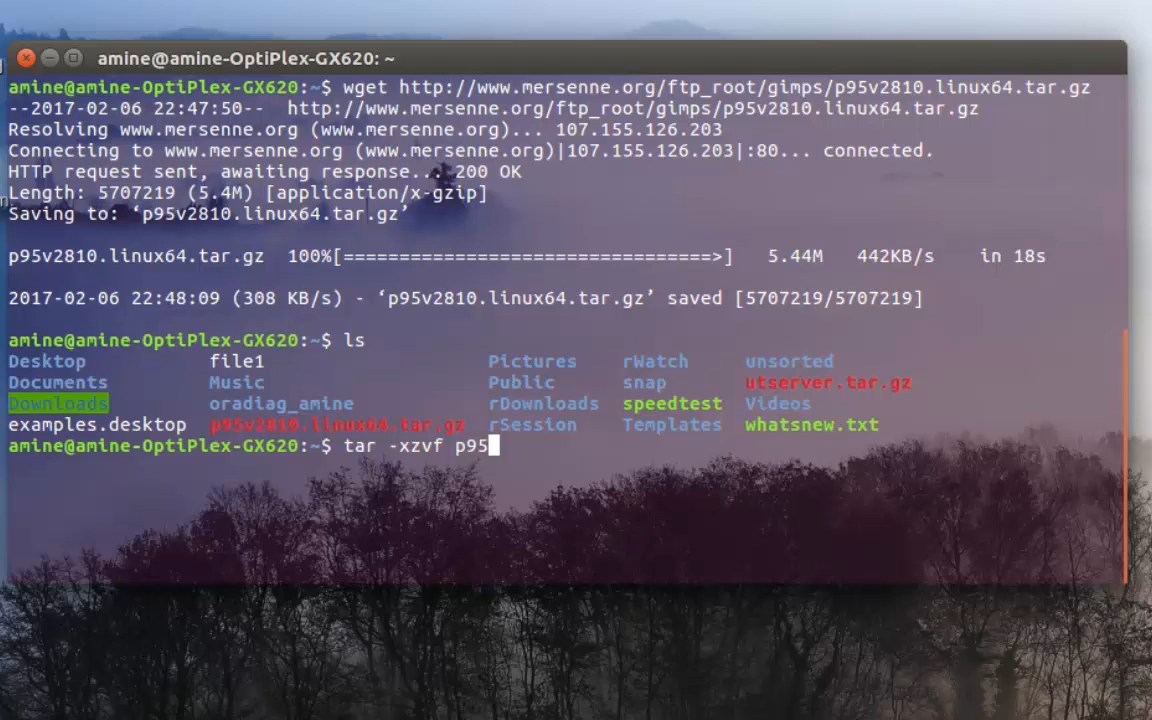 amine@amine-OptiPlex-GX620: ~
amine@amine-OptiPlex-GX620:~$ wget http://www.mersenne.org/ftp_root/gimps/p95v2810.linux64.tar.gz
--2017-02-06 22:47:50--  http://www.mersenne.org/ftp_root/gimps/p95v2810.linux64.tar.gz
Resolving www.mersenne.org (www.mersenne.org)... 107.155.126.203
Connecting to www.mersenne.org (www.mersenne.org)|107.155.126.203|:80... connected.
HTTP request sent, awaiting response... 200 OK
Length: 5707219 (5.4M) [application/x-gzip]
Saving to: ‘p95v2810.linux64.tar.gz’
p95v2810.linux64.tar.gz  100%[=================================>]   5.44M   442KB/s    in 18s
2017-02-06 22:48:09 (308 KB/s) - ‘p95v2810.linux64.tar.gz’ saved [5707219/5707219]
amine@amine-OptiPlex-GX620:~$ ls
Desktop           file1                    Pictures    rWatch     unsorted
Documents         Music                    Public      snap       utserver.tar.gz
Downloads         oradiag_amine            rDownloads  speedtest  Videos
examples.desktop  p95v2810.linux64.tar.gz  rSession    Templates  whatsnew.txt
amine@amine-OptiPlex-GX620:~$ tar -xzvf p95